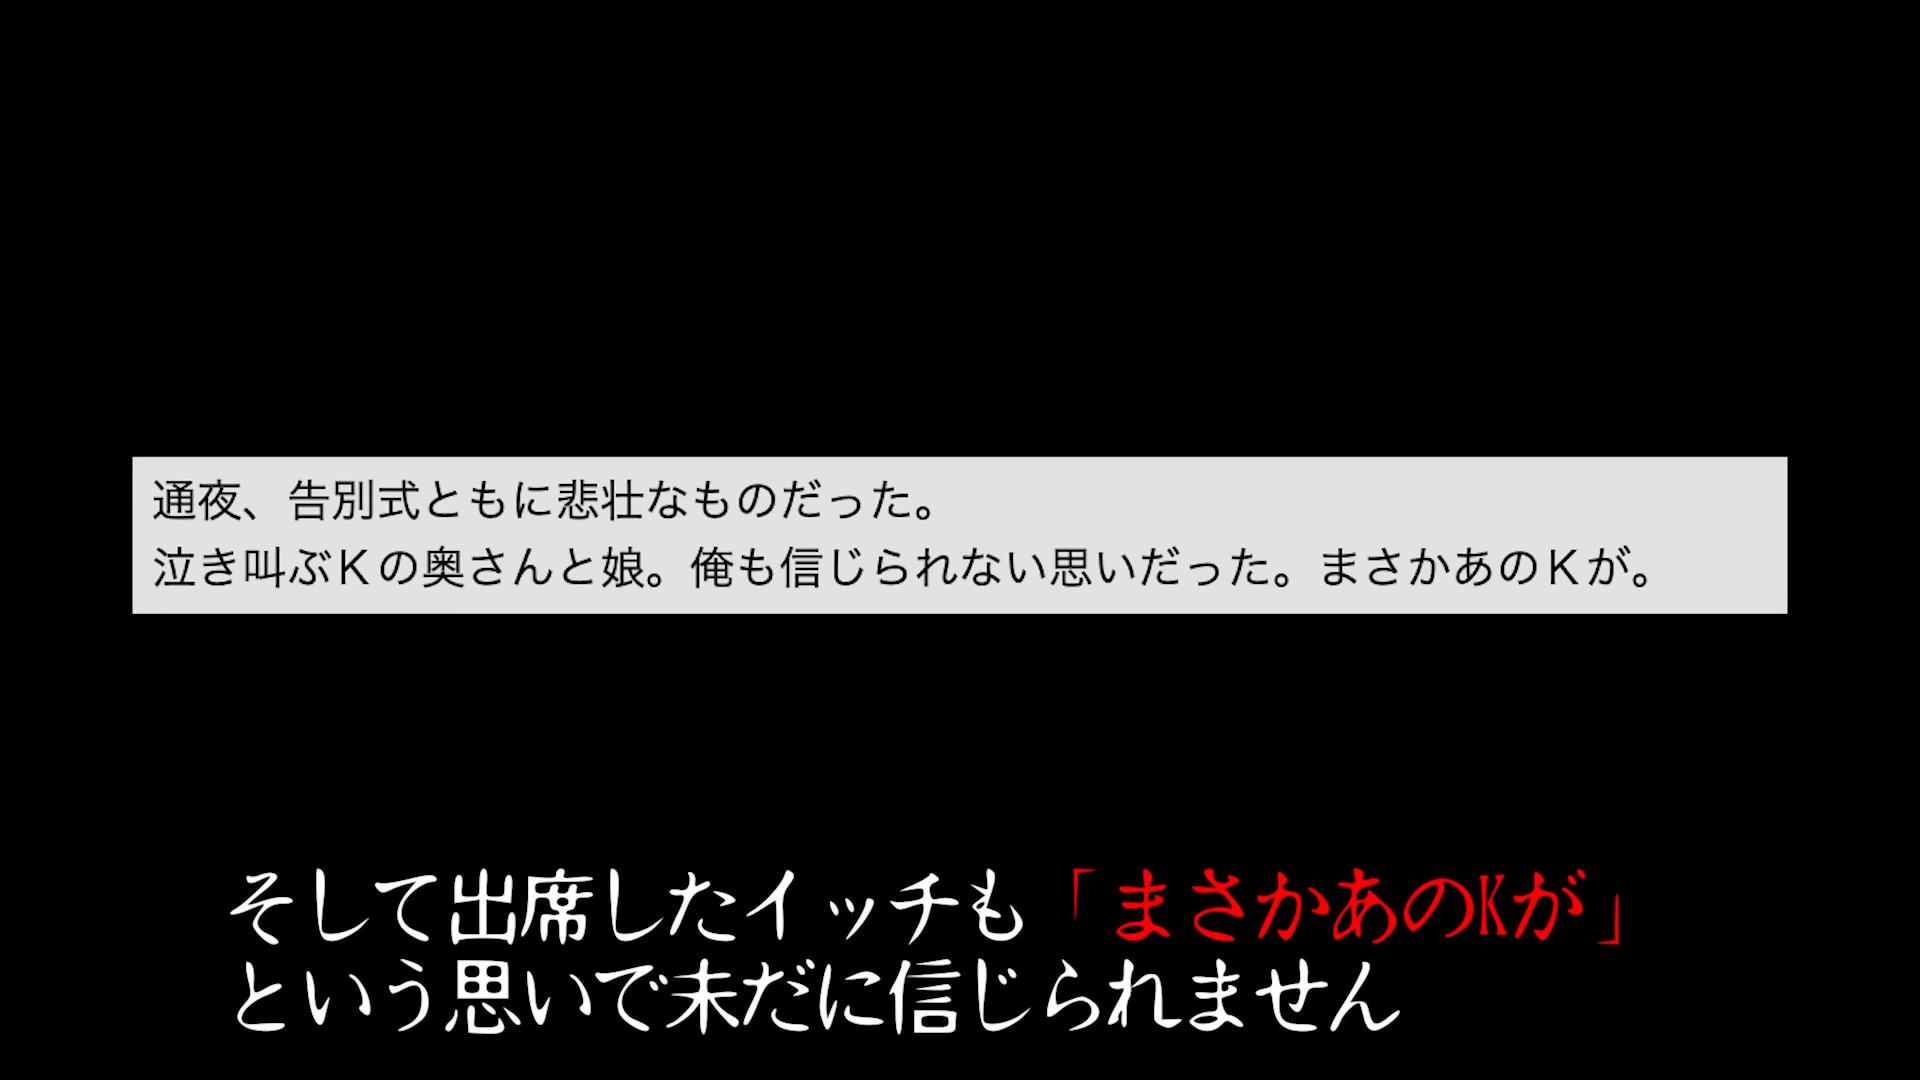 通夜、告別式ともに悲壮なものだった。
泣き叫ぶＫの奥さんと娘。俺も信じられない思いだった。まさかあのＫが。
そして出席したイッチも「まさかあのKが」
という思いで未だに信じられません